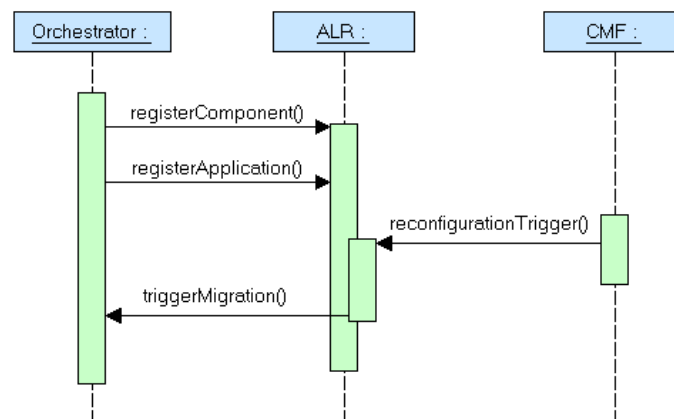 Orchestrator :
ALR :
CMF :
registerComponent()
registerApplication()
reconfigurationTrigger()
triggerMigration()